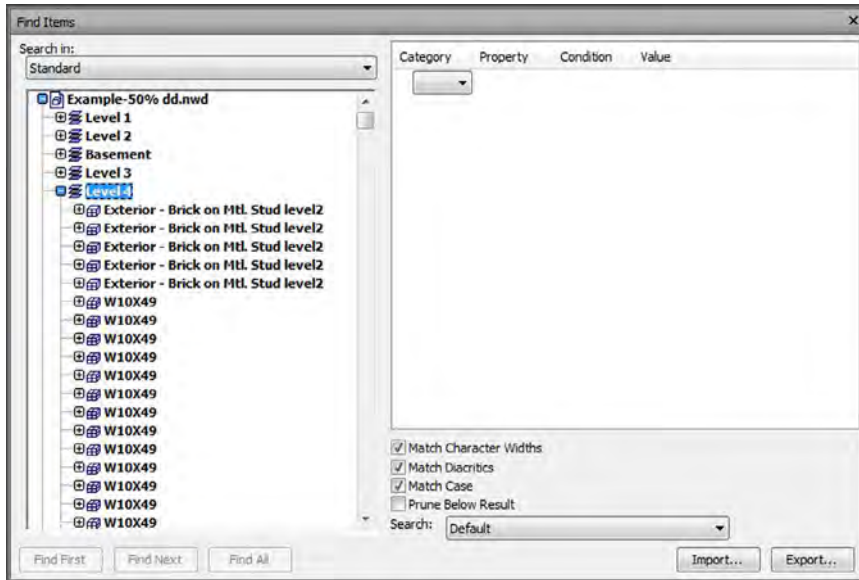 Find Items
Search in:
Standard
Example-50% dd.nwd
Level 1
Level 2
Basement
Level 3
Level 4
Exterior - Brick on Mtl. Stud level2
Exterior - Brick on Mtl. Stud level2
Exterior - Brick on Mtl. Stud level2
Exterior - Brick on Mtl. Stud level2
Exterior - Brick on Mtl. Stud level2
W10X49
W10X49
W10X49
W10X49
W10X49
W10X49
W10X49
W10X49
W10X49
W10X49
W10X49
W10X49
W10X49
Find First Find Next Find All
Category Property Condition Value
Match Character Widths
Match Diacritics
Match Case
Prune Below Result
Search: Default
Import... Export...